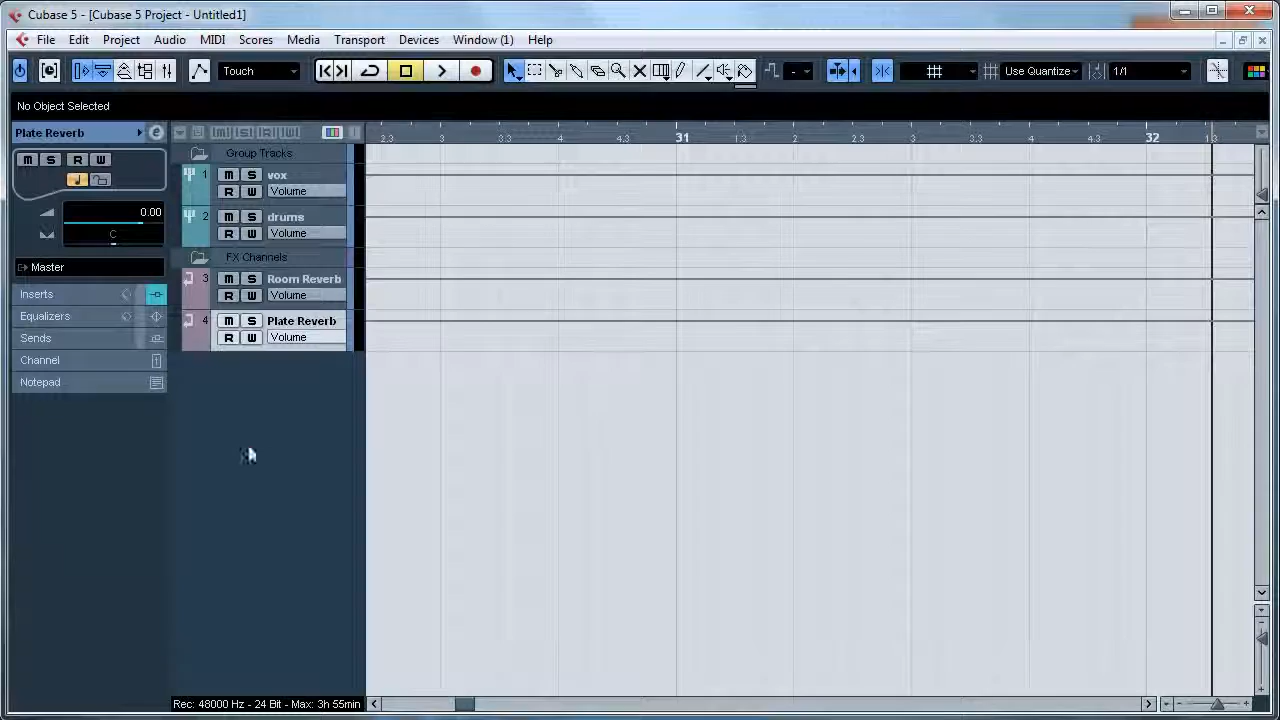 Cubase 5 - [Cubase 5 Project - Untitled1]
File Edit Project Audio MIDI Scores Media Transport Devices Window (1) Help
Touch - Use Quantize 1/1
No Object Selected
Plate Reverb e
M S R W
0.00
C
Master
Inserts
Equalizers
Sends
Channel
Notepad
M S R W
Group Tracks
1 M S vox
R W Volume
2 M S drums
R W Volume
FX Channels
3 M S Room Reverb
R W Volume
4 M S Plate Reverb
R W Volume
2.3 3 3.3 4 4.3 31 1.3 2 2.3 3 3.3 4 4.3 32 1.3
Rec: 48000 Hz - 24 Bit - Max: 3h 55min